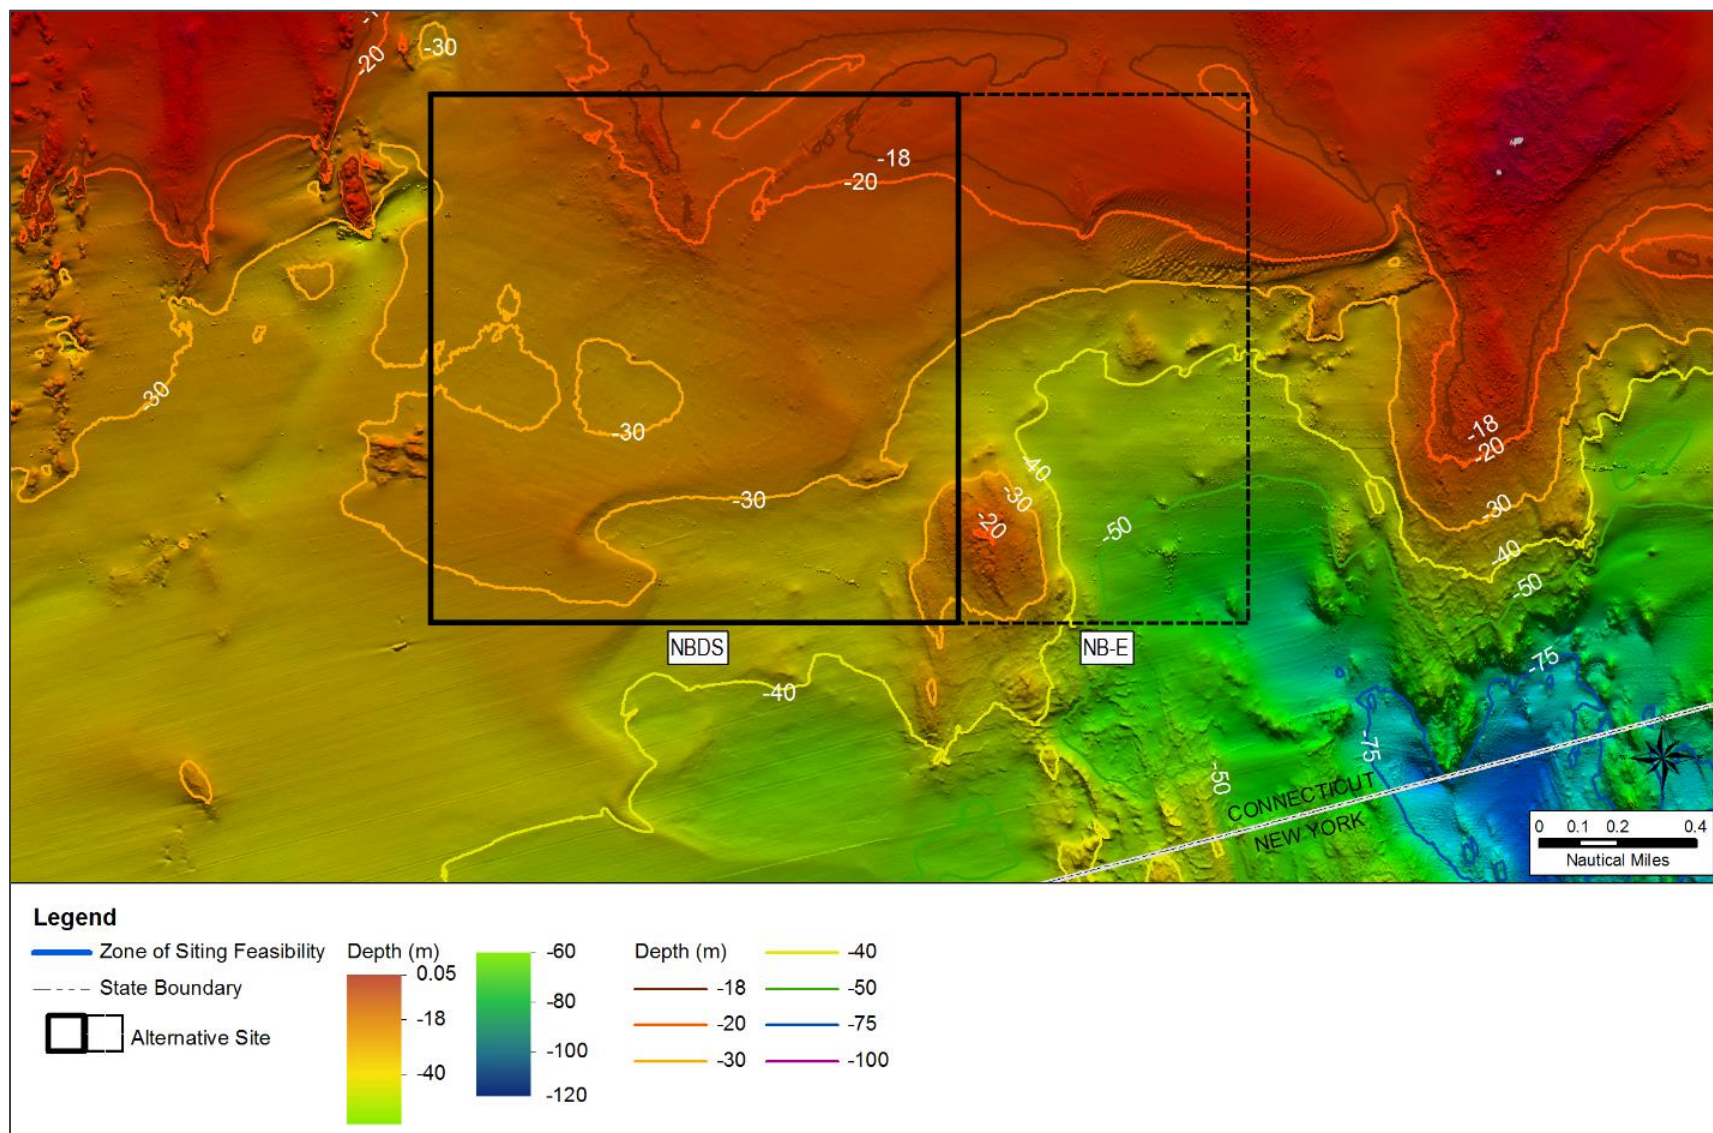 -20
-30
-18
-20
-30
-30
-30
-40
-30
-20
-50
-18
-20
-30
-40
-50
-40
-75
-75
-50
NBDS
NB-E
CONNECTICUT
NEW YORK
0 0.1 0.2 0.4
Nautical Miles
Legend
Zone of Siting Feasibility
State Boundary
Alternative Site
Depth (m)
0.05
-18
-40
-60
-80
-100
-120
Depth (m)
-18
-20
-30
-40
-50
-75
-100